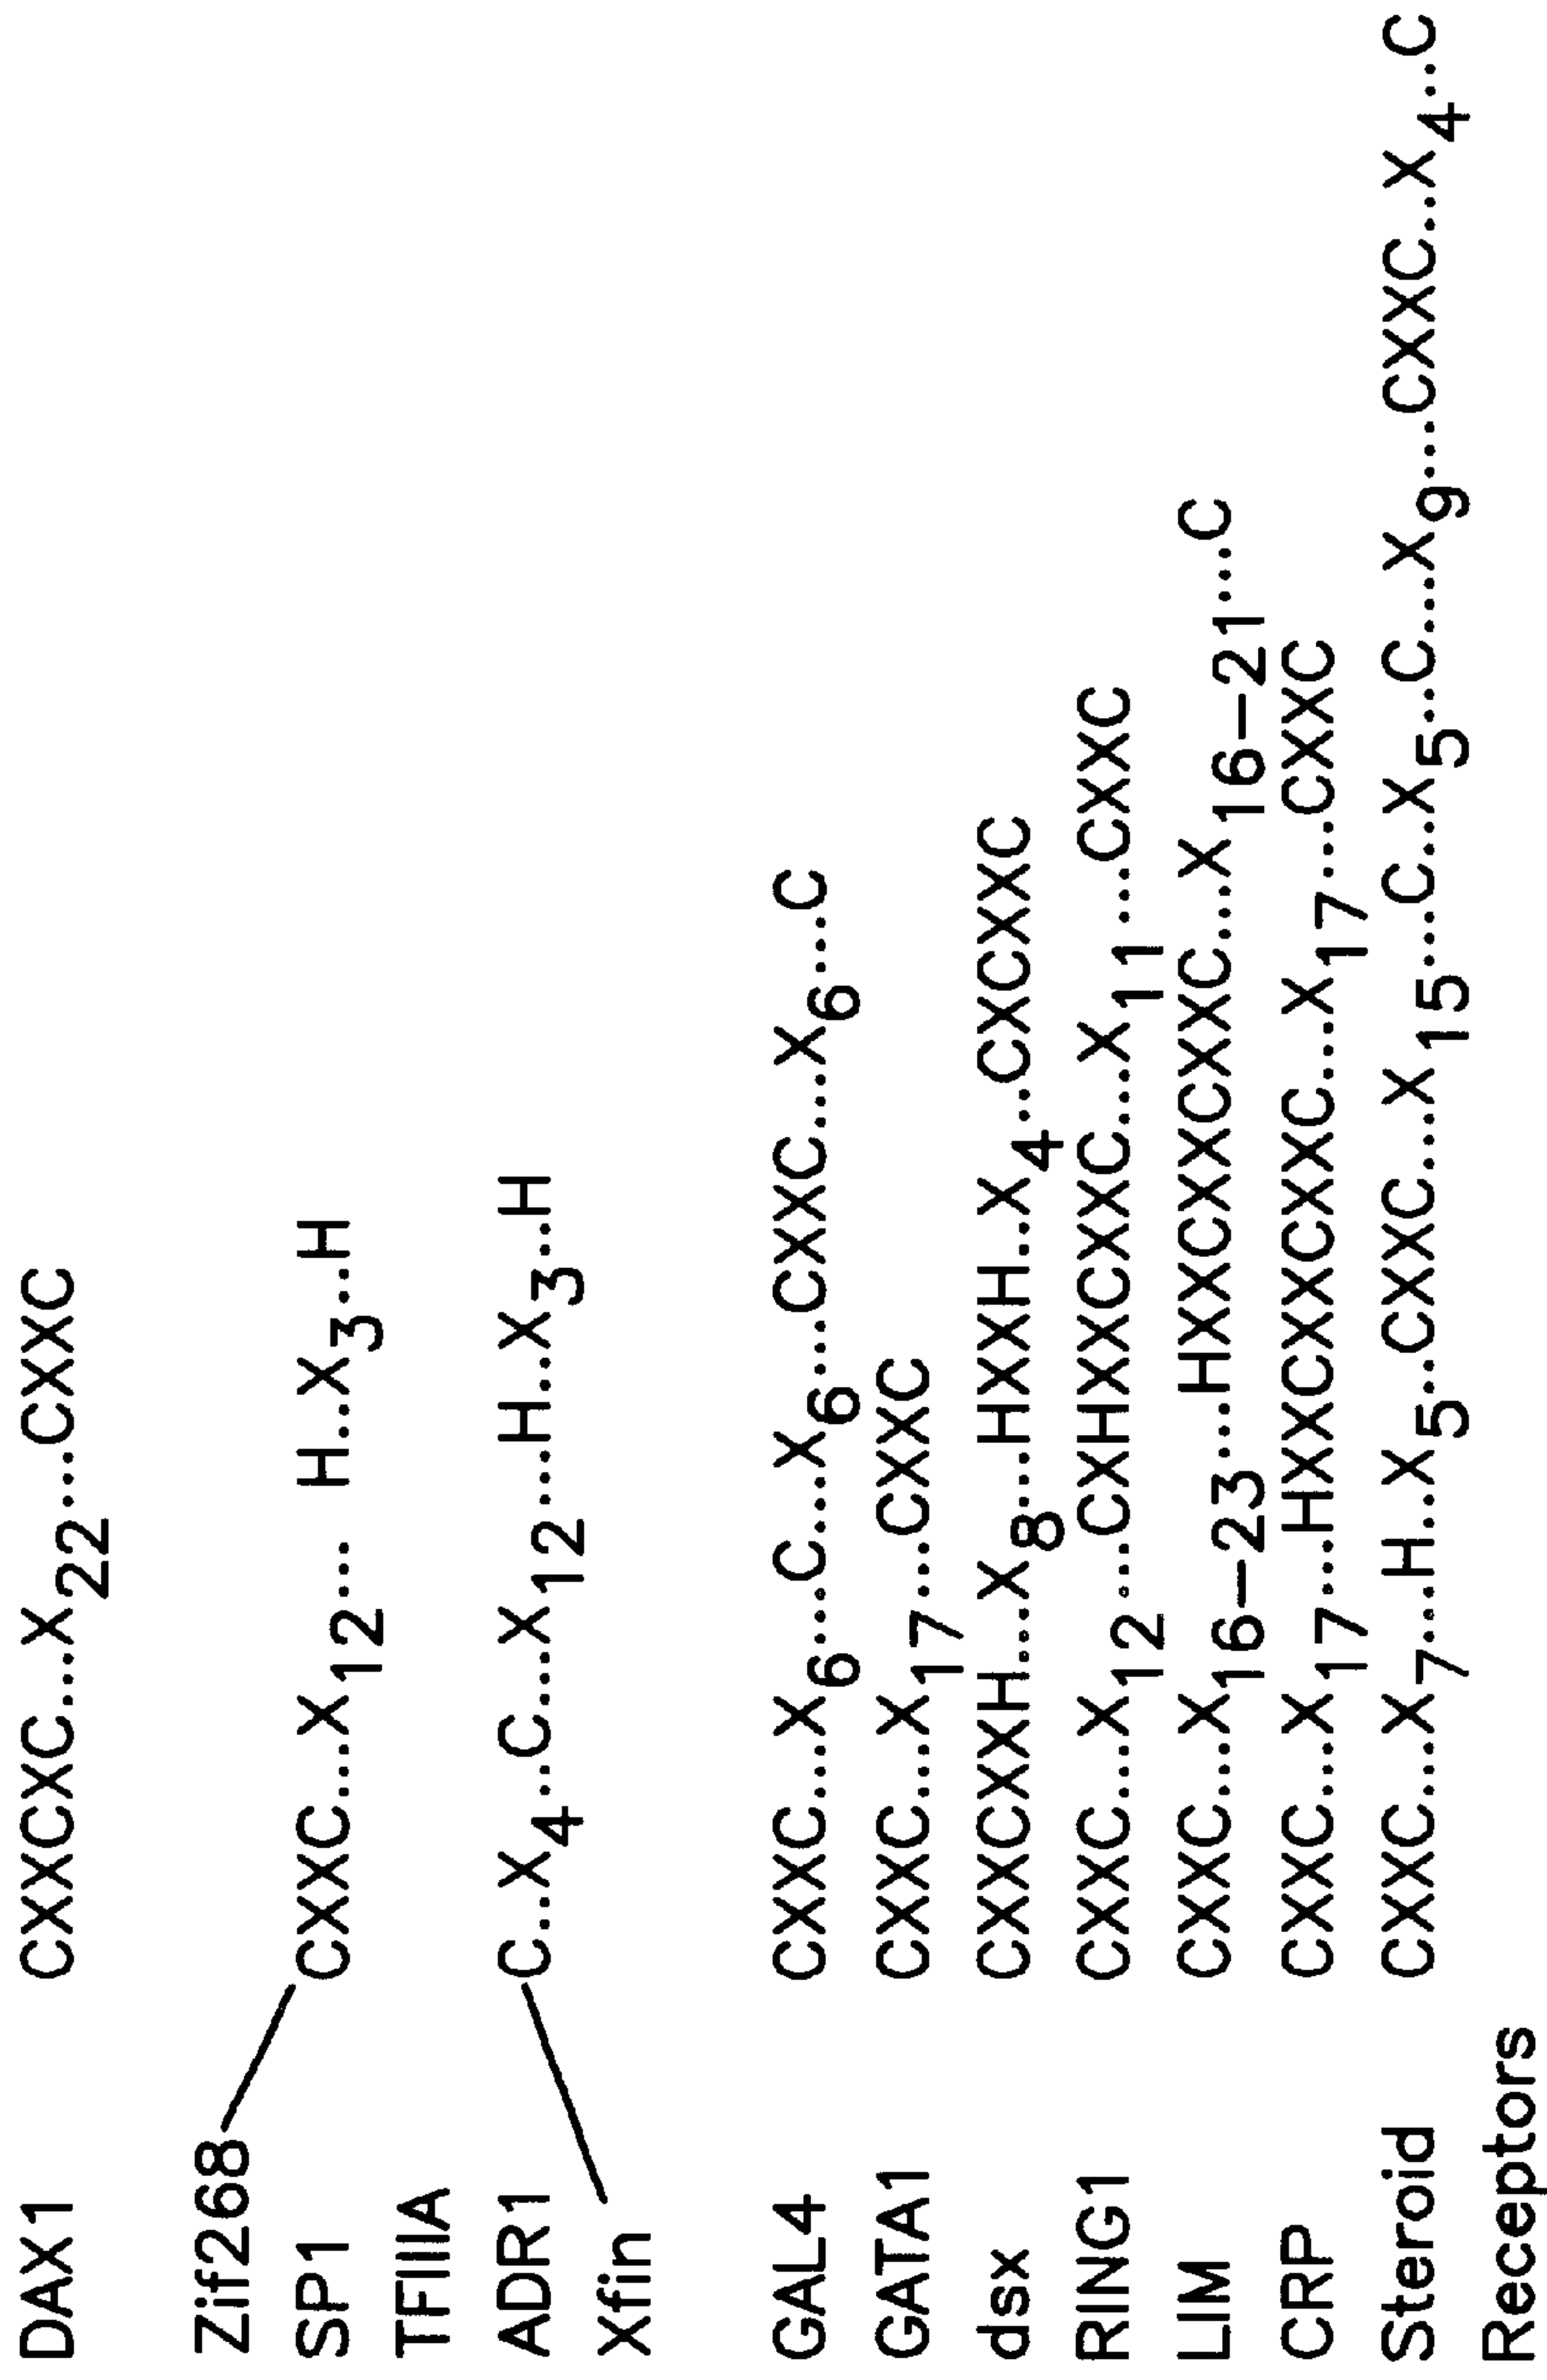 DAX1 CXXCXC...X22...CXXC
Zif268
SP1 CXXC...X12... H..X3..H
TFIIIA
ADR1 C..X4..C...X12...H..X3..H
Xfin
GAL4 CXXC...X6...C...X6...CXXC...X6...C
GATA1 CXXC...X17...CXXC
dsx CXXCXXH...X8...HXXH..X4..CXCXXC
RING1 CXXC...X12...CXHXXCXXC...X11...CXXC
LIM CXXC...X16-23...HXXCXXCXXC...X16-21...C
CRP CXXC...X17...HXXCXXCXXC...X17...CXXC
Steroid CXXC...X7...H..X5..CXXC...X15...C..X5..C...X9...CXXC..X4..C
Receptors